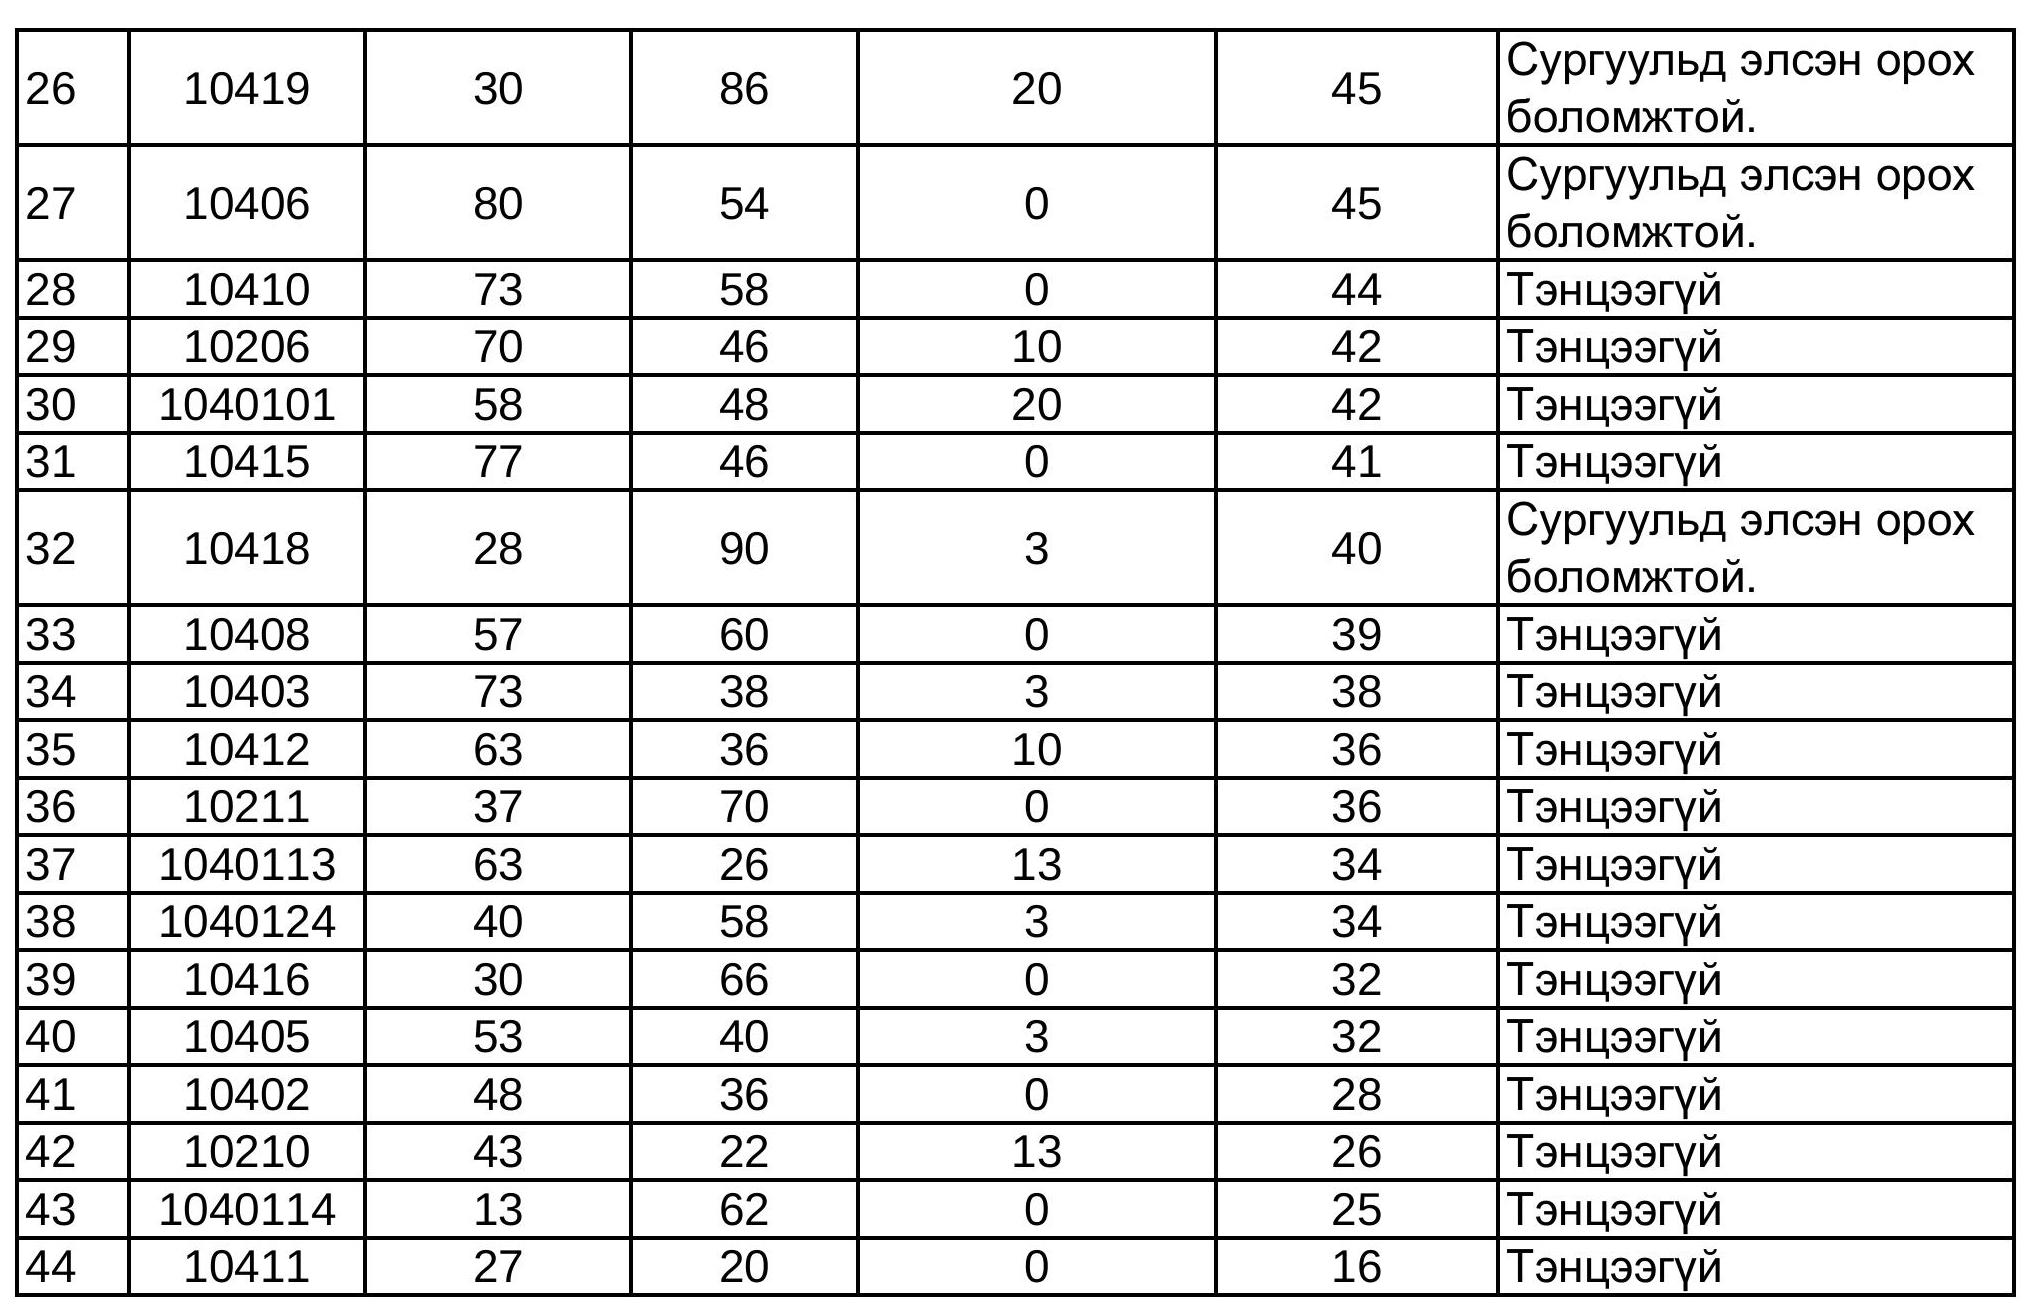 26 10419 30 86 20 45 Сургуульд элсэн орох
боломжтой.
27 10406 80 54 0 45 Сургуульд элсэн орох
боломжтой.
28 10410 73 58 0 44 Тэнцээгүй
29 10206 70 46 10 42 Тэнцээгүй
30 1040101 58 48 20 42 Тэнцээгүй
31 10415 77 46 0 41 Тэнцээгүй
32 10418 28 90 3 40 Сургуульд элсэн орох
боломжтой.
33 10408 57 60 0 39 Тэнцээгүй
34 10403 73 38 3 38 Тэнцээгүй
35 10412 63 36 10 36 Тэнцээгүй
36 10211 37 70 0 36 Тэнцээгүй
37 1040113 63 26 13 34 Тэнцээгүй
38 1040124 40 58 3 34 Тэнцээгүй
39 10416 30 66 0 32 Тэнцээгүй
40 10405 53 40 3 32 Тэнцээгүй
41 10402 48 36 0 28 Тэнцээгүй
42 10210 43 22 13 26 Тэнцээгүй
43 1040114 13 62 0 25 Тэнцээгүй
44 10411 27 20 0 16 Тэнцээгүй